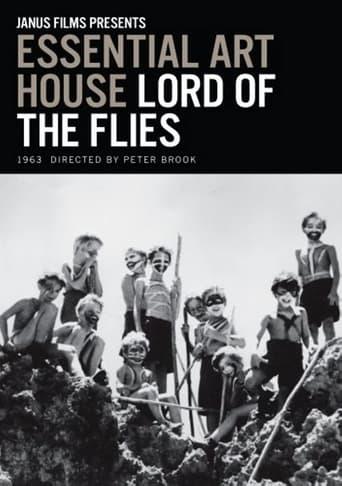 JANUS FILMS PRESENTS
ESSENTIAL ART
HOUSE LORD OF
THE FLIES
1963 DIRECTED BY PETER BROOK